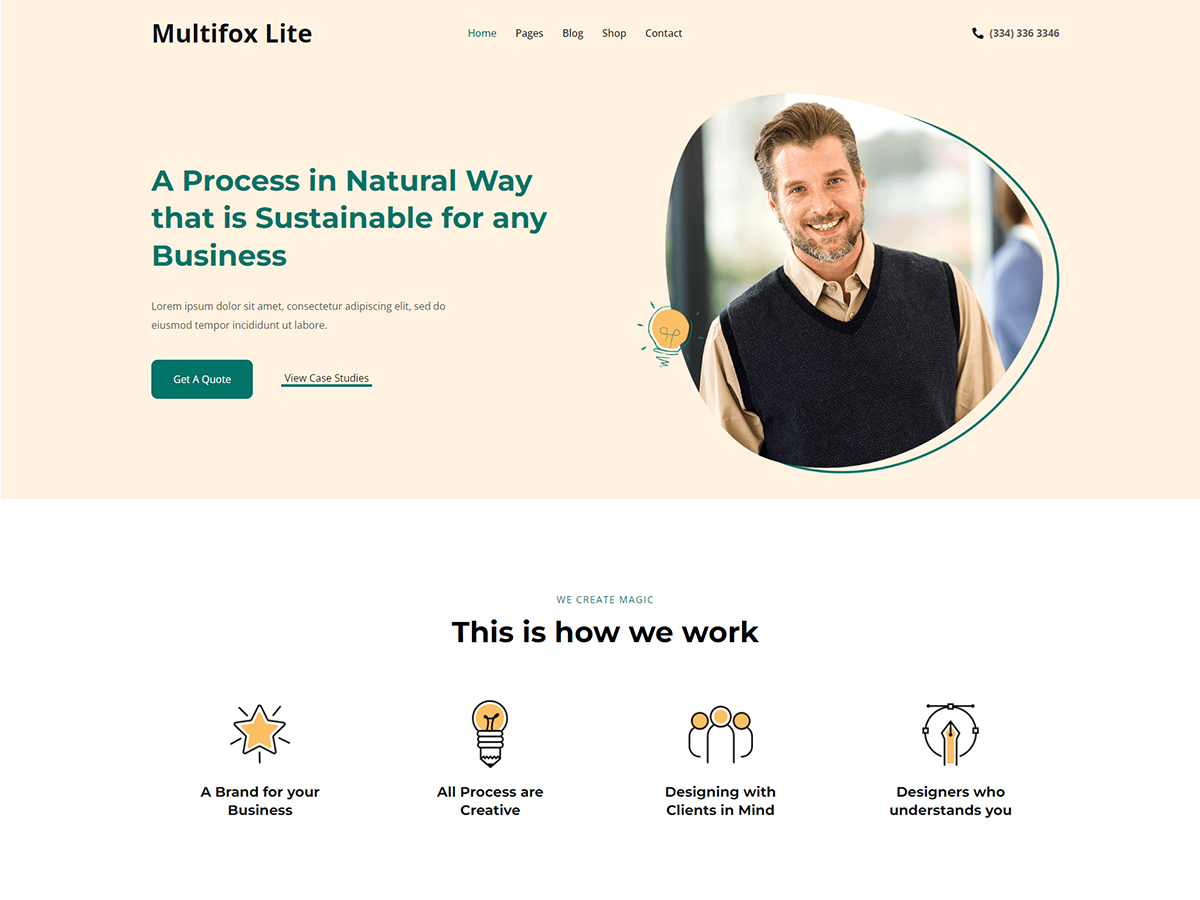 Multifox Lite
Home Pages Blog Shop Contact
(334) 336 3346
A Process in Natural Way
that is Sustainable for any
Business
Lorem ipsum dolor sit amet, consectetur adipiscing elit, sed do
eiusmod tempor incididunt ut labore.
Get A Quote
View Case Studies
WE CREATE MAGIC
This is how we work
A Brand for your
Business
All Process are
Creative
Designing with
Clients in Mind
Designers who
understands you